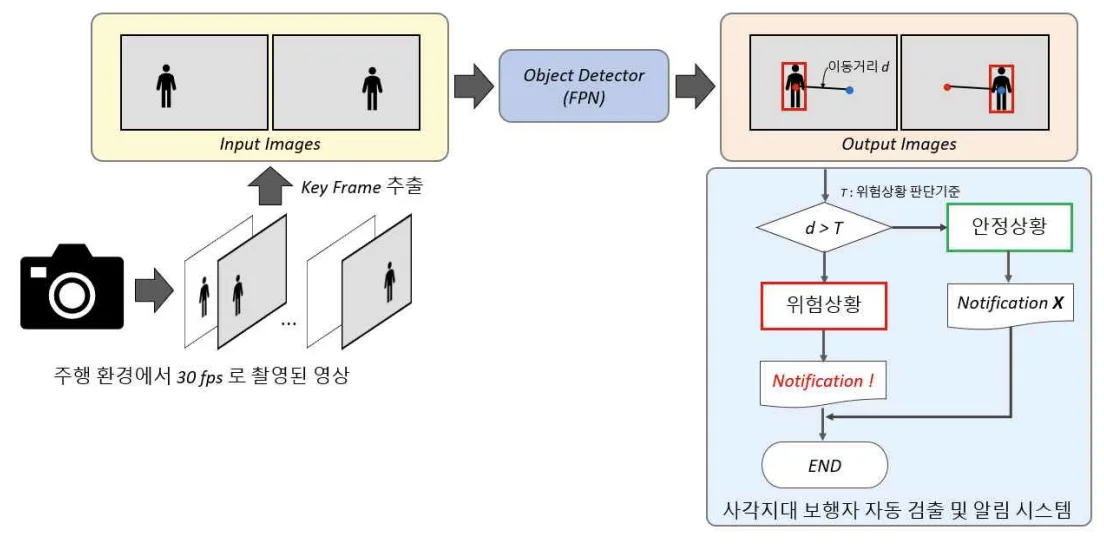 Input Images
Object Detector
(FPN)
이동거리 d
Output Images
Key Frame 추출
...
주행 환경에서 30 fps 로 촬영된 영상
T : 위험상황 판단기준
d > T
안정상황
위험상황
Notification X
Notification !
END
사각지대 보행자 자동 검출 및 알림 시스템